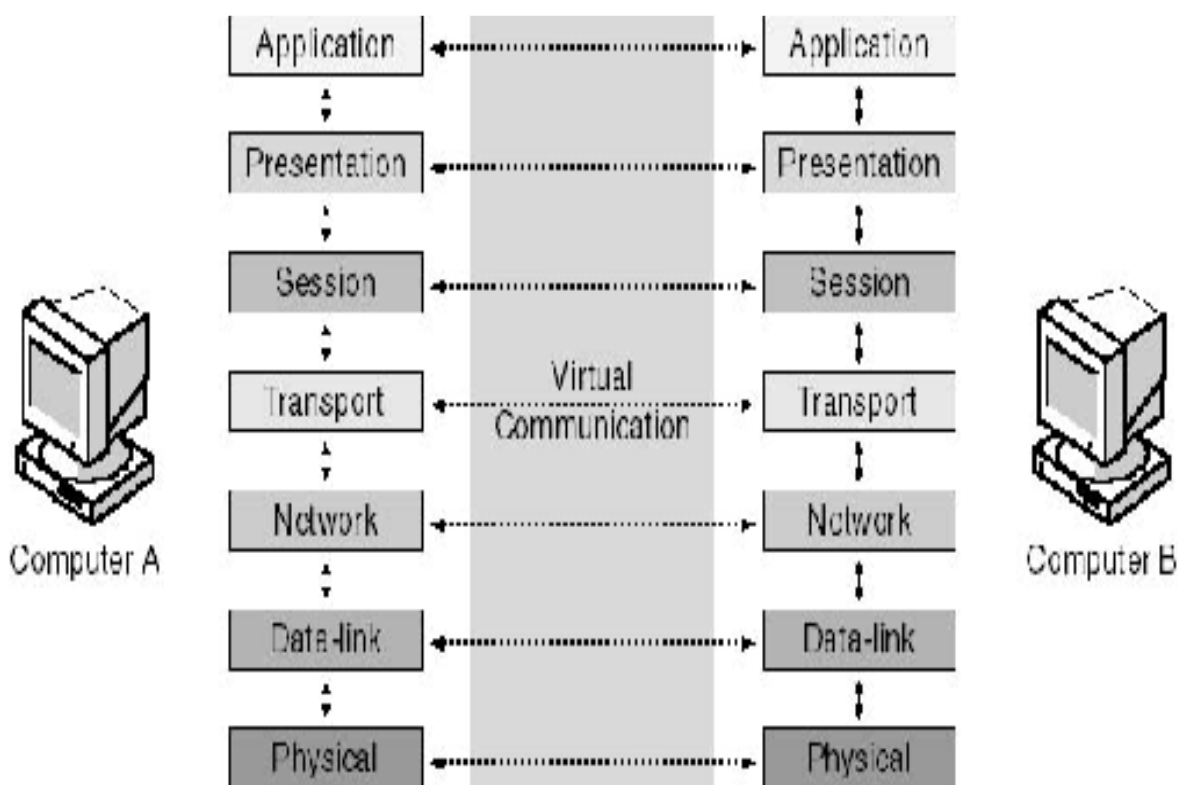 Application
Application
Presentation
Presentation
Session
Session
Virtual
Communication
Transport
Transport
Network
Network
Computer A
Computer B
Data-link
Data-link
Physical
Physical